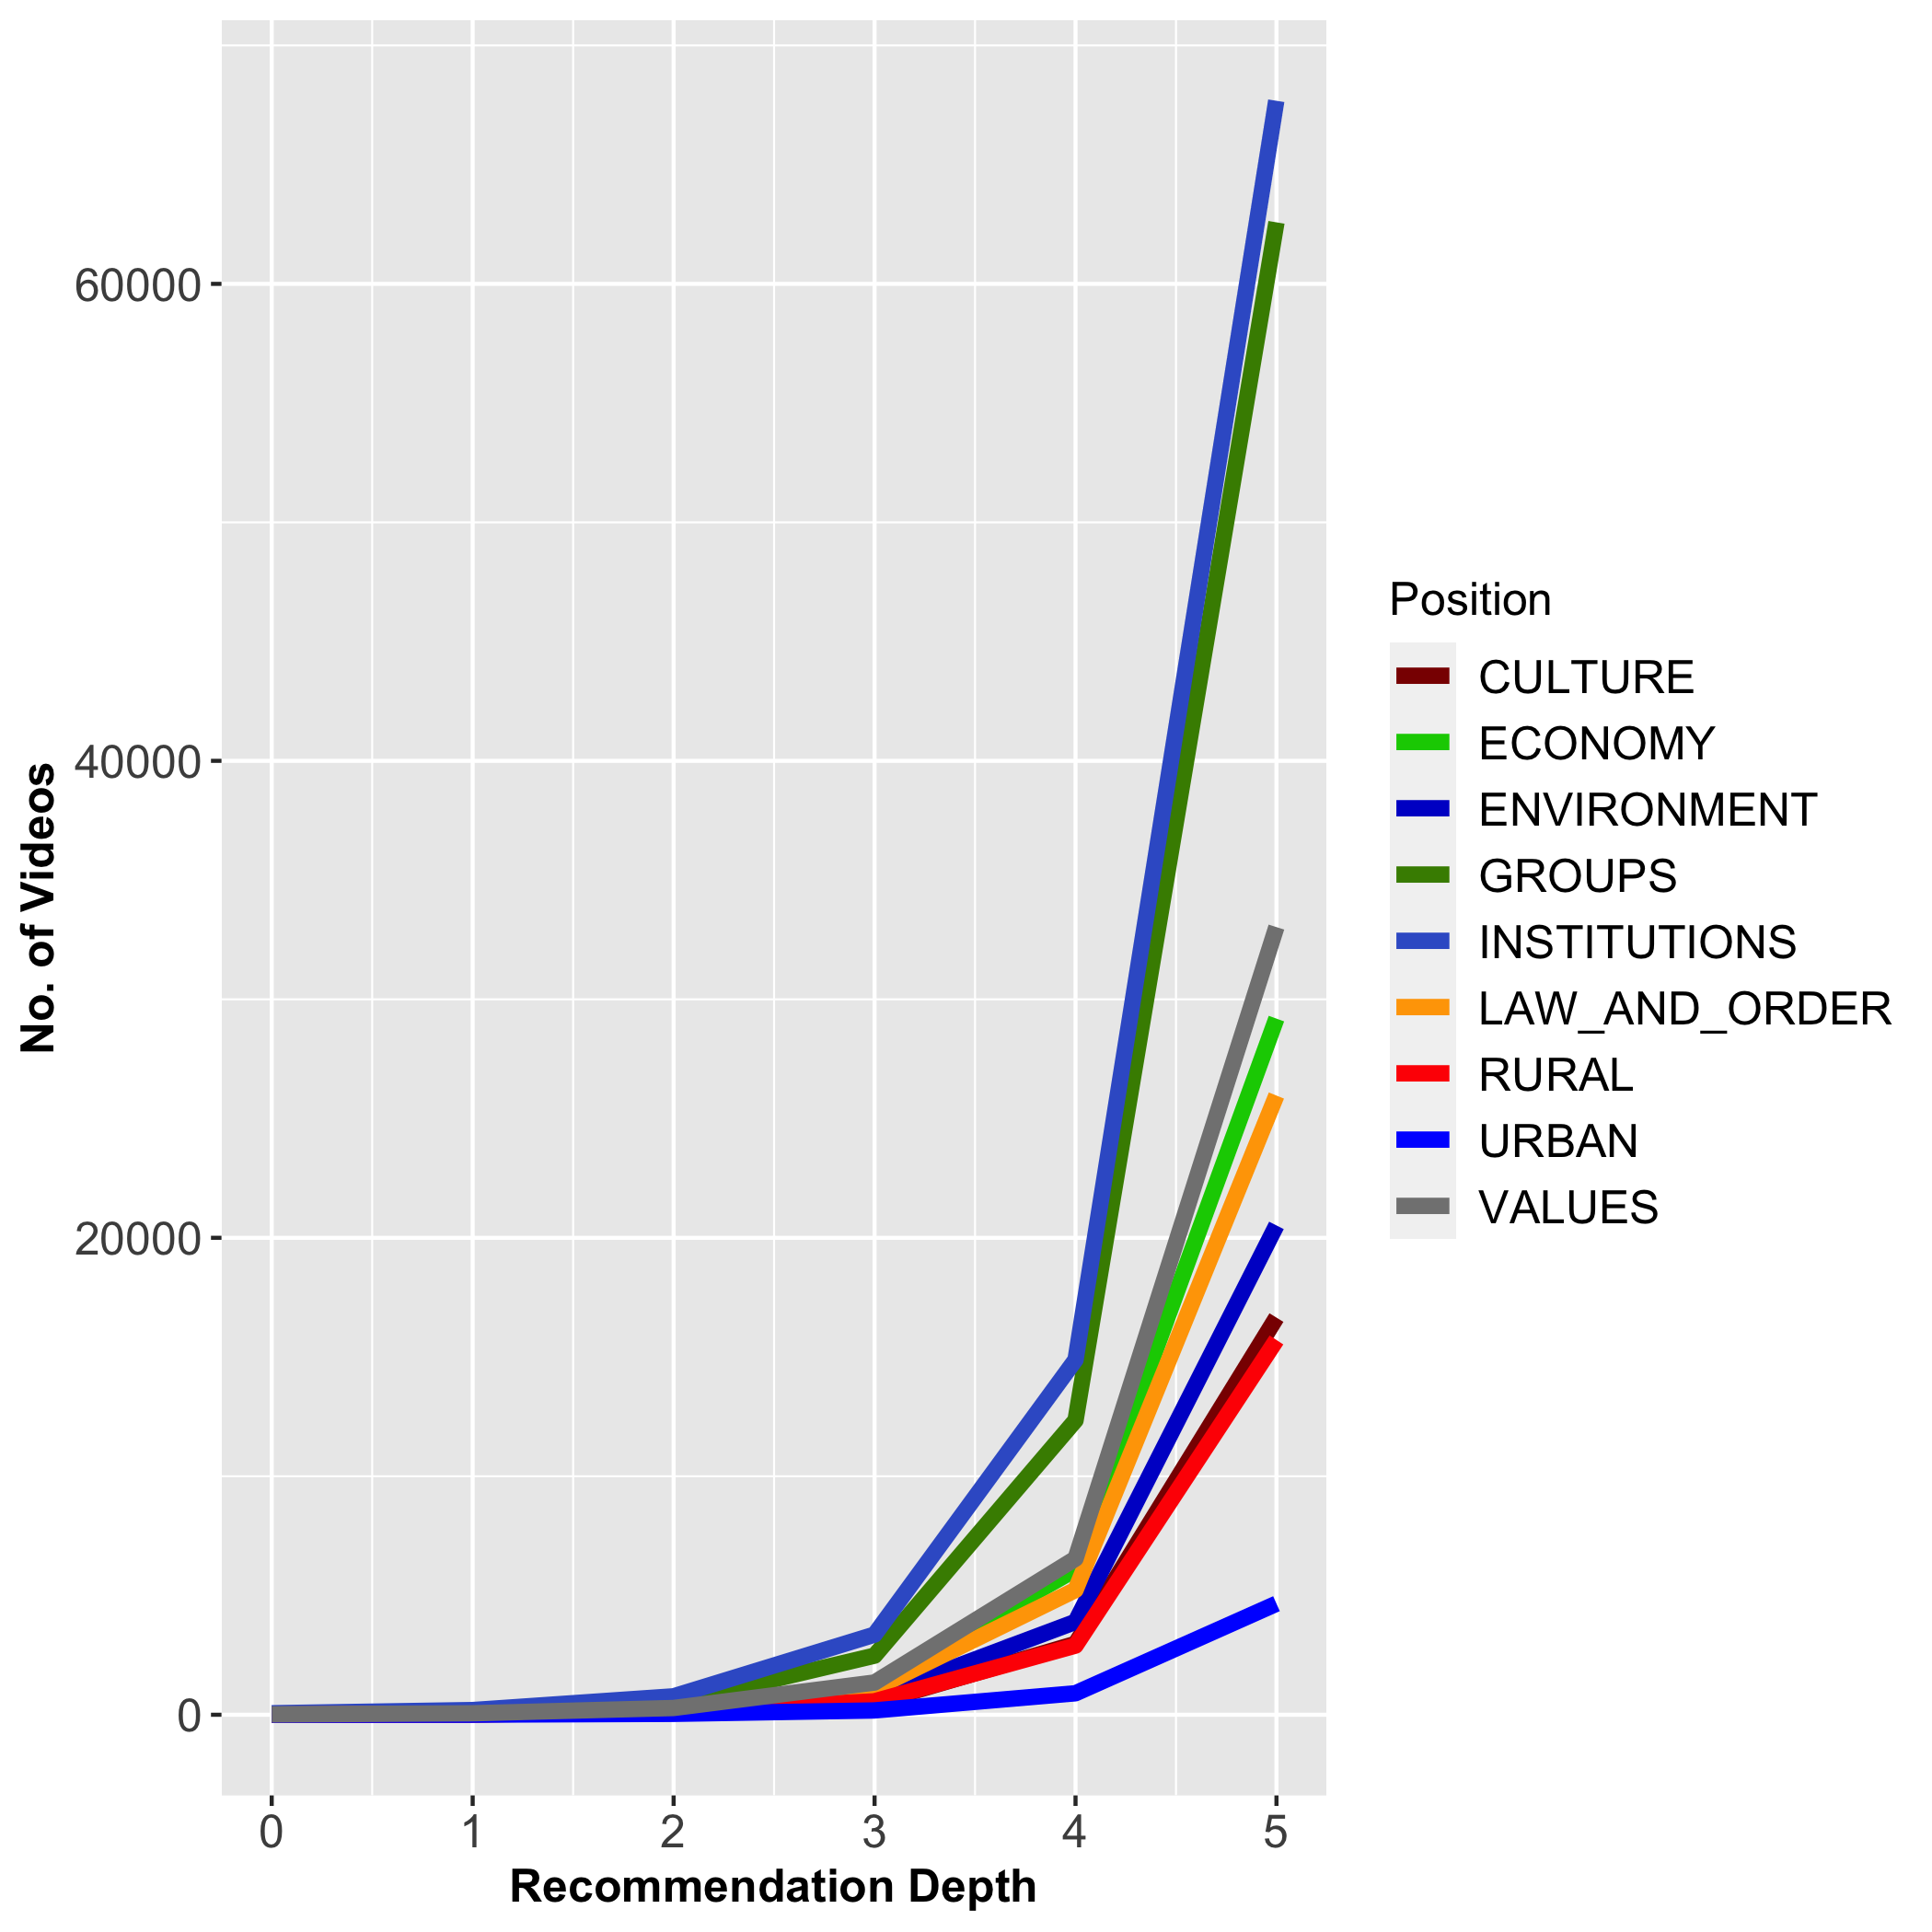 No. of Videos
60000
40000
20000
0
0 1 2 3 4 5
Recommendation Depth
Position
CULTURE
ECONOMY
ENVIRONMENT
GROUPS
INSTITUTIONS
LAW_AND_ORDER
RURAL
URBAN
VALUES